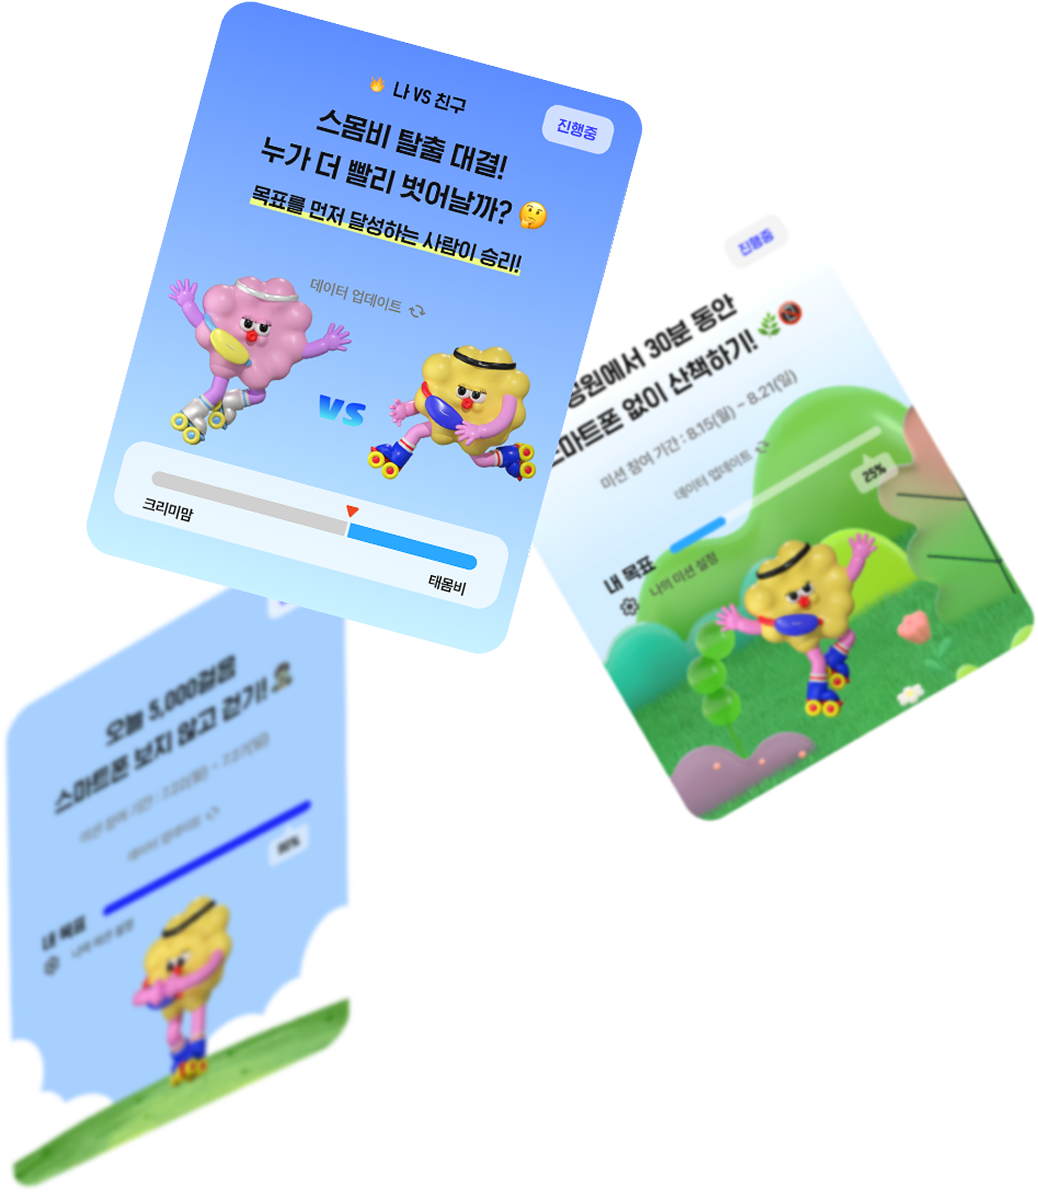 나 VS 친구
진행중
스몸비 탈출 대결!
누가 더 빨리 벗어날까? 🤔
목표를 먼저 달성하는 사람이 승리!
데이터 업데이트
VS
크리미맘
태몸비
진행중
공원에서 30분 동안
스마트폰 없이 산책하기!
미션 참여 기간 : 8.15(월) ~ 8.21(일)
데이터 업데이트
25%
내 목표
나의 미션 설정
오늘 5,000걸음
스마트폰 보지 않고 걷기!
미션 참여 기간 :
데이터 업데이트
내 목표
나의 미션 설정